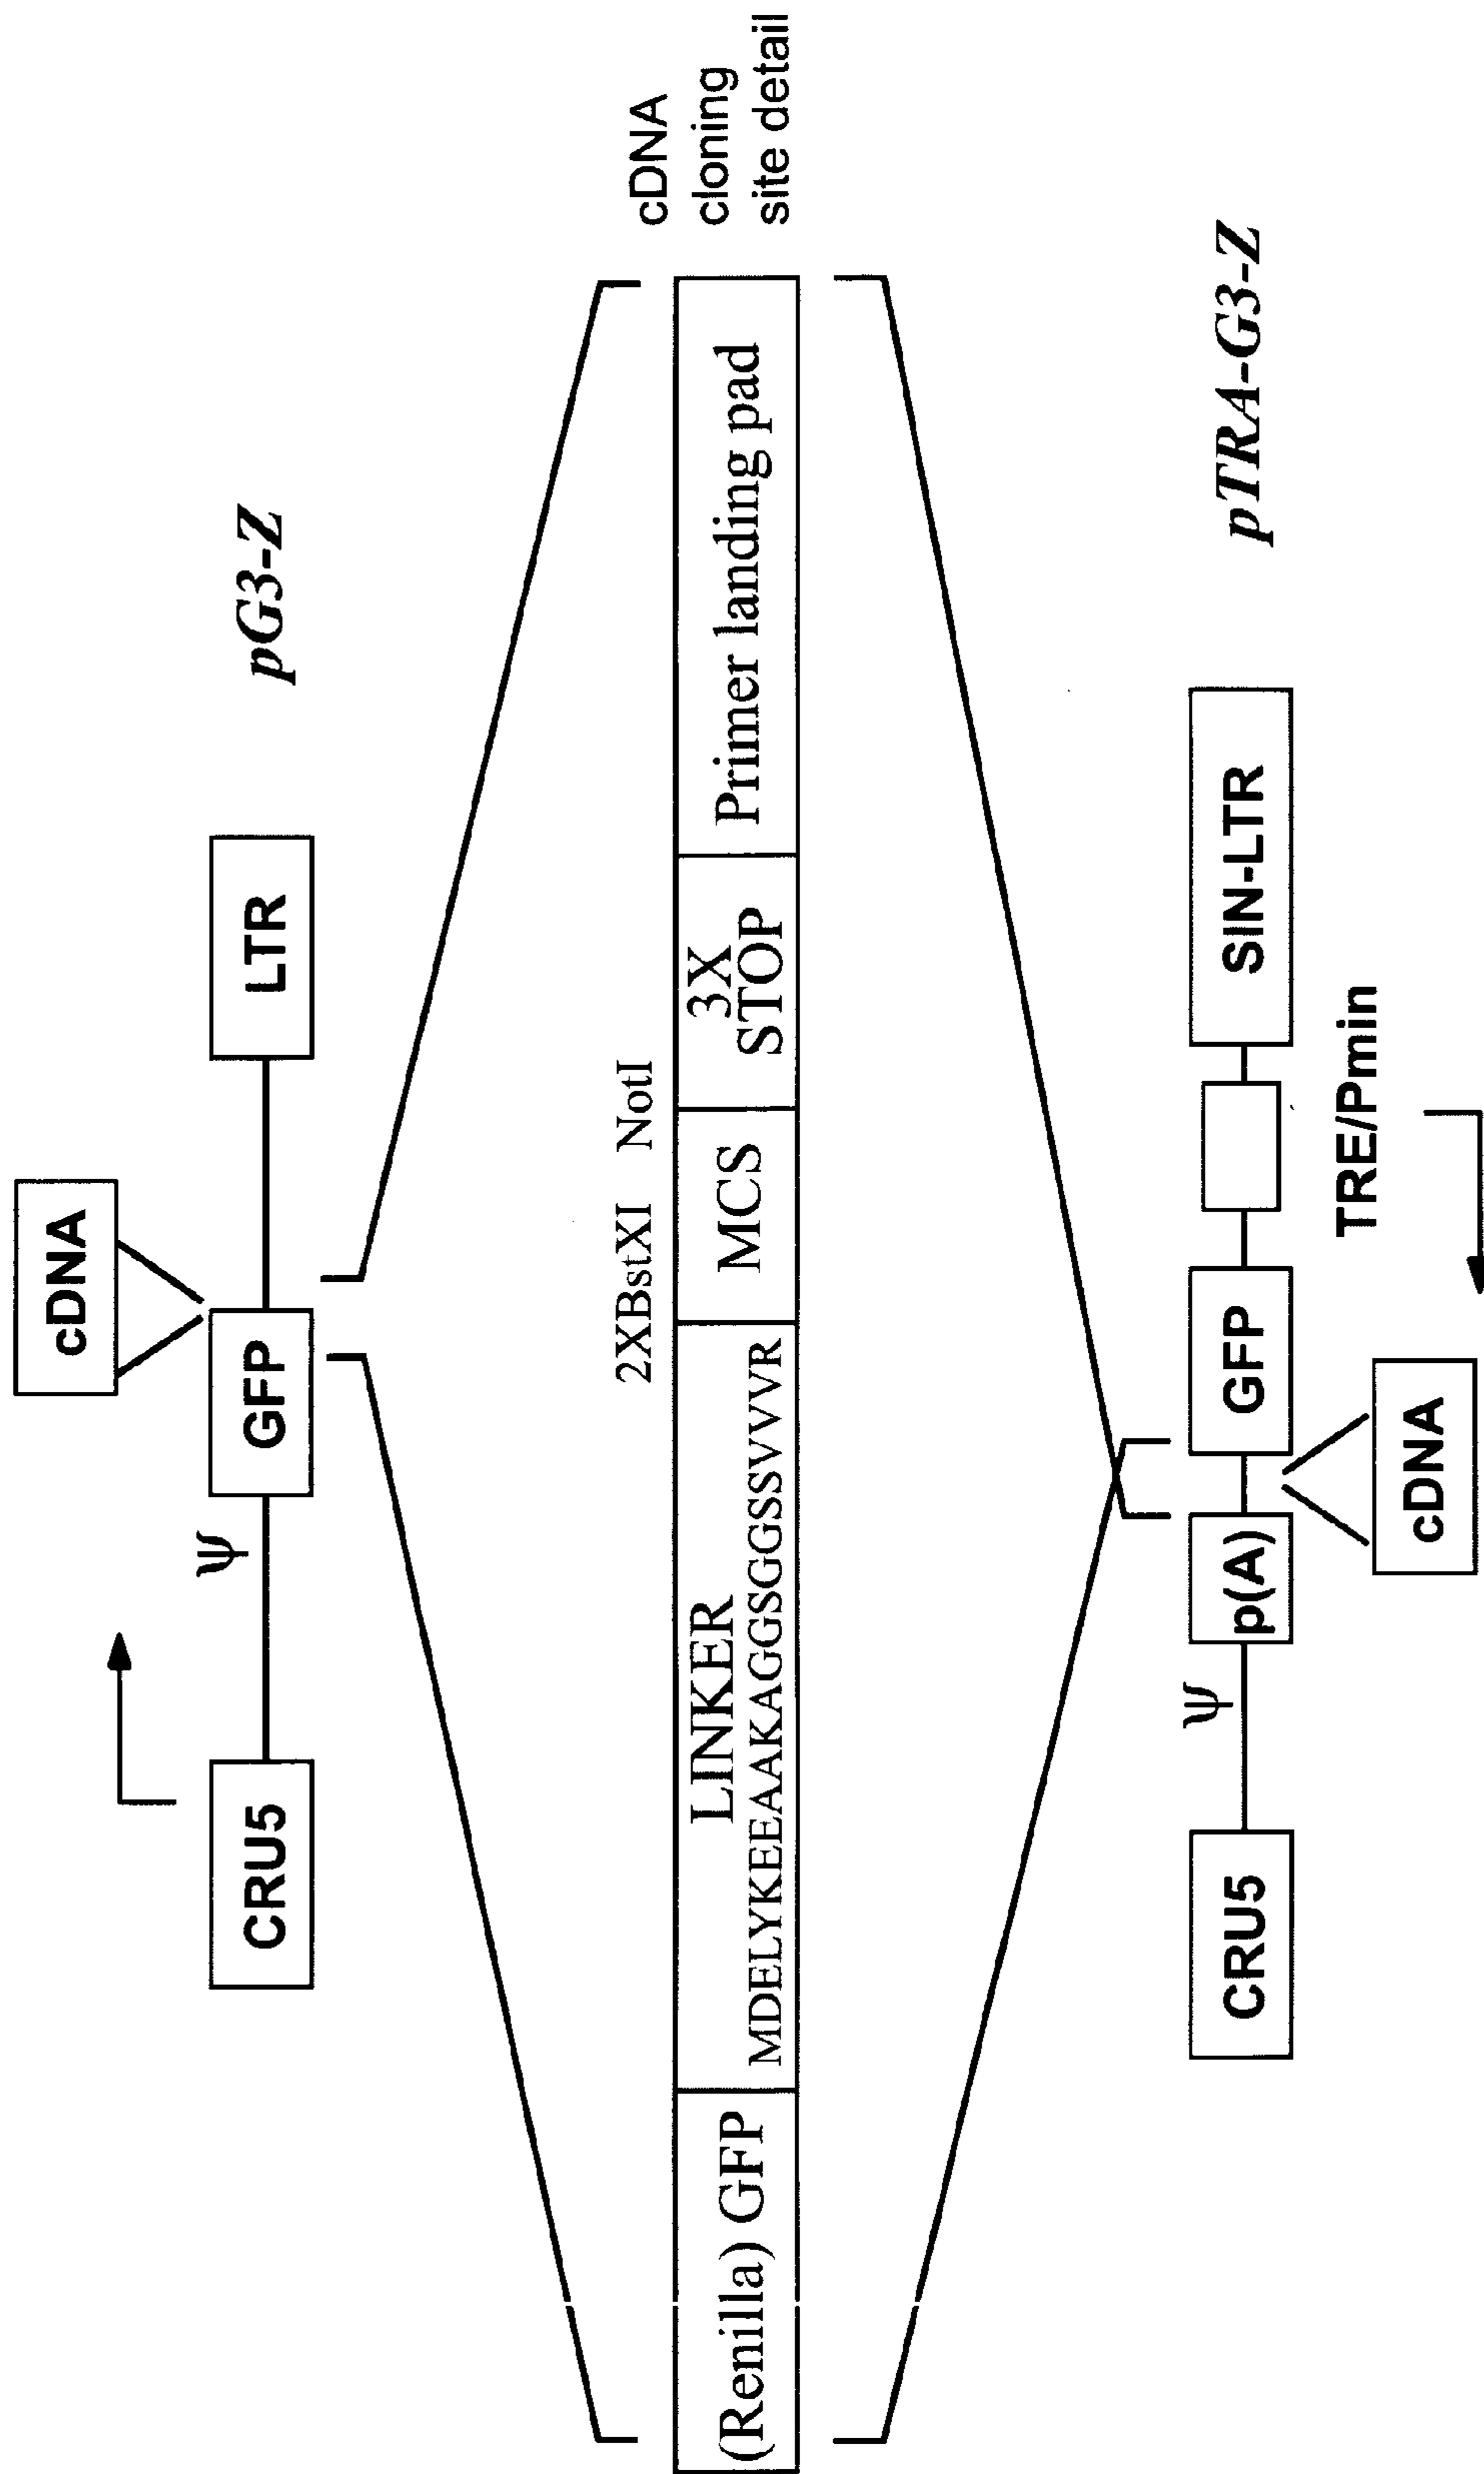 cDNA
pG3-Z
CRU5
ψ
GFP
LTR
cDNA
cloning
site detail
2XBstXI NotI
(Renilla) GFP
LINKER
MDELYKEEAAKAGGSGGSSVVVR
MCS
3X
STOP
Primer landing pad
pTRA-G3-Z
CRU5
ψ
p(A)
GFP
SIN-LTR
TRE/Pmin
cDNA